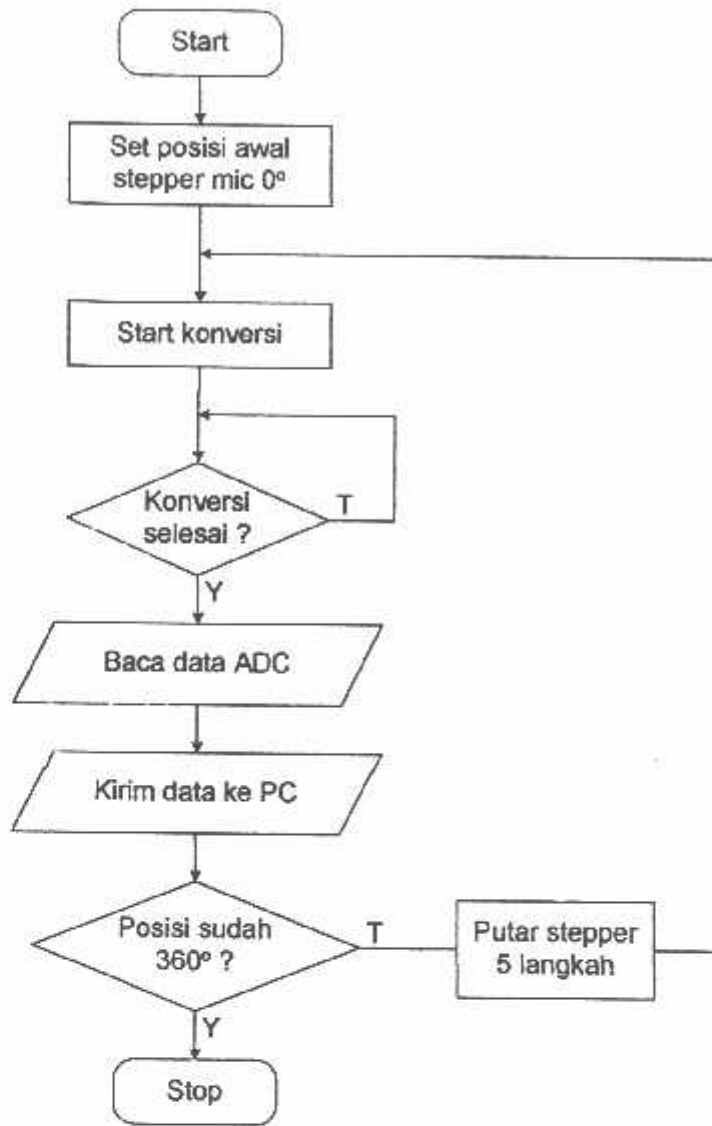 Start
Set posisi awal
stepper mic 0º
Start konversi
Konversi
selesai ?
T
Y
Baca data ADC
Kirim data ke PC
Posisi sudah
360º ?
T
Putar stepper
5 langkah
Y
Stop